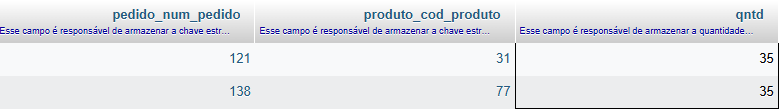 pedido_num_pedido produto_cod_produto qntd
Esse campo é responsável de armazenar a chave estr... Esse campo é responsável de armazenar a chave estr... Esse campo é responsável de armazenar a quantidade...
121 31 35
138 77 35